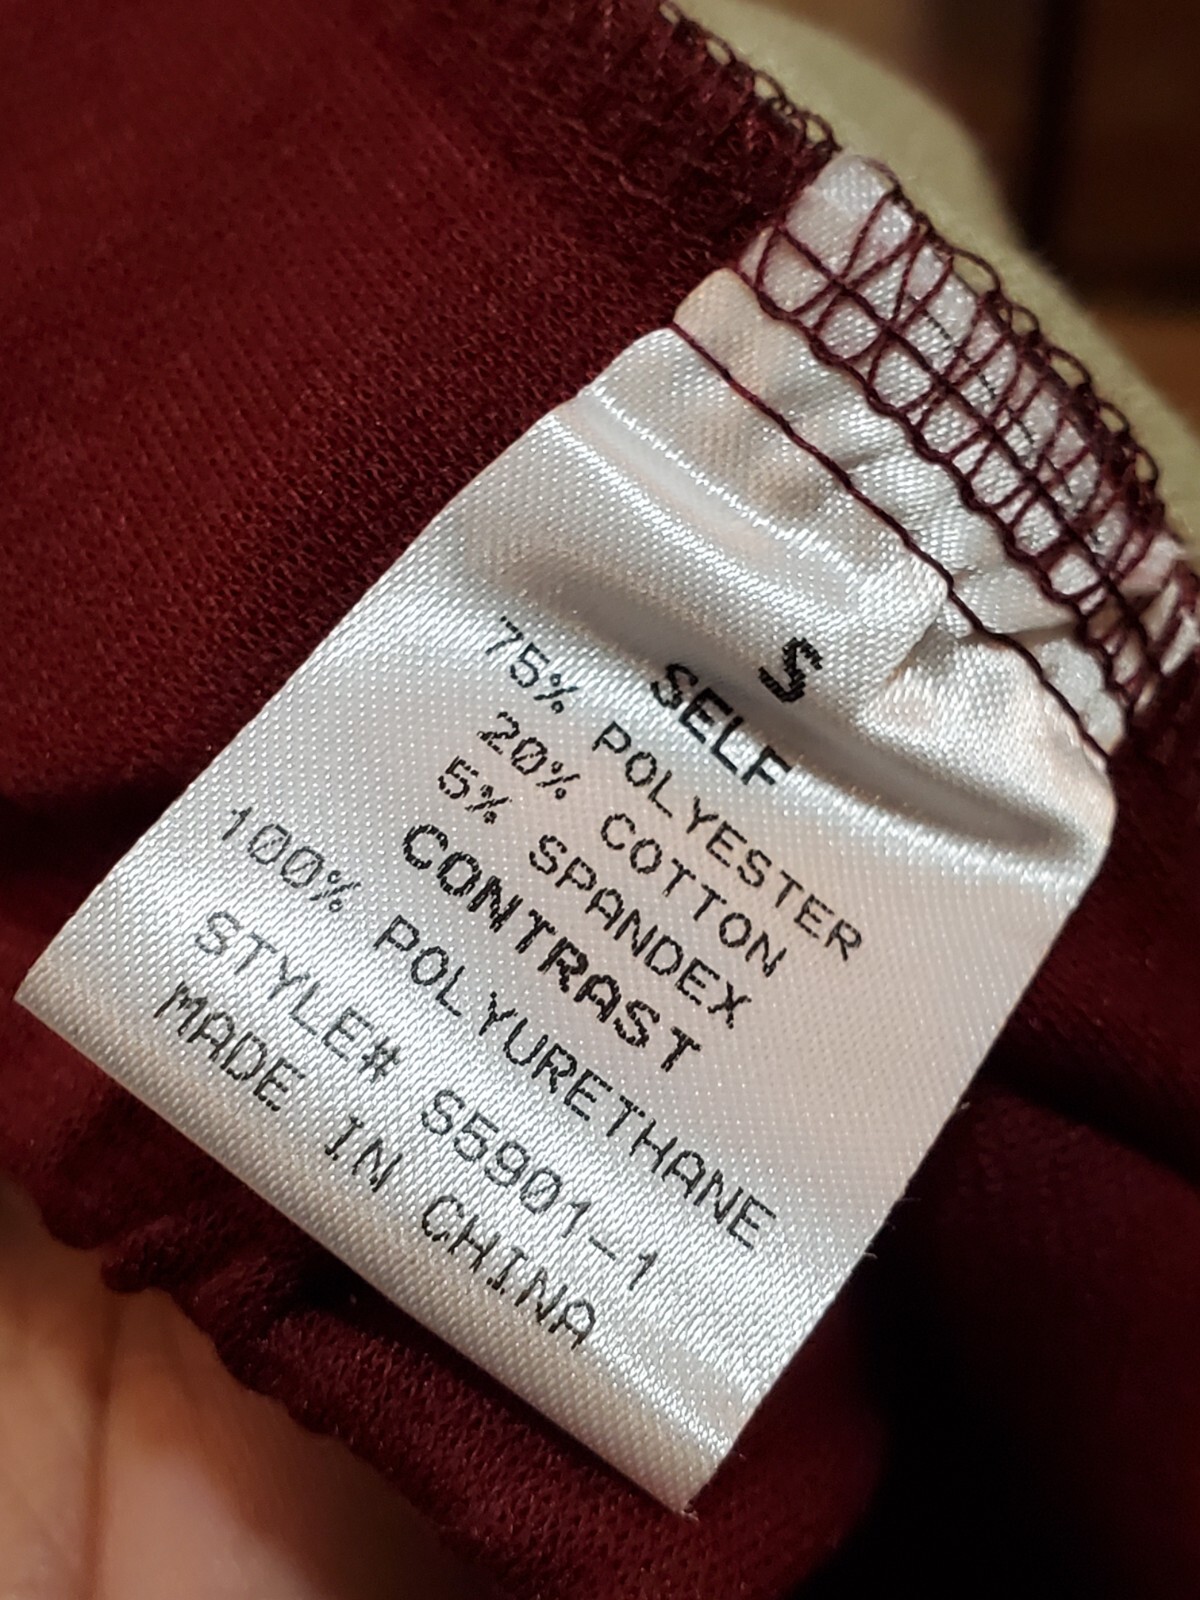 S
SELF
75% POLYESTER
20% COTTON
5% SPANDEX
CONTRAST
100% POLYURETHANE
STYLE# S5901-1
MADE IN CHINA